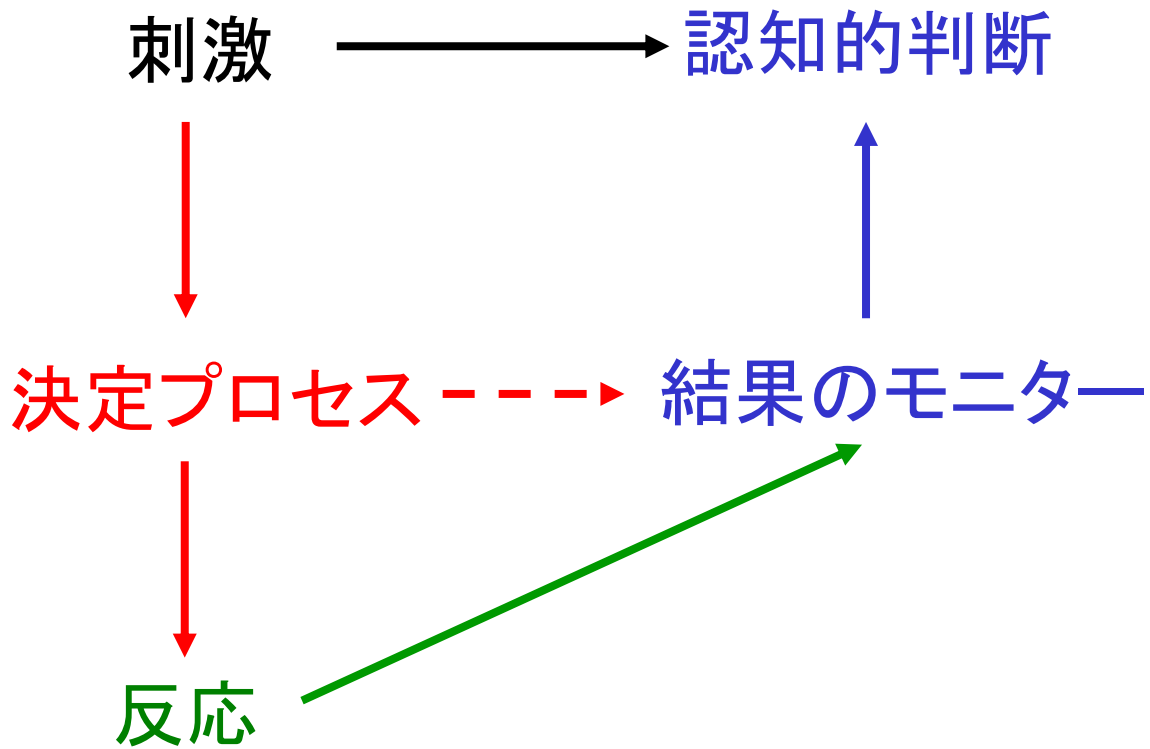 刺激
認知的判断
決定プロセス
結果のモニター
反応